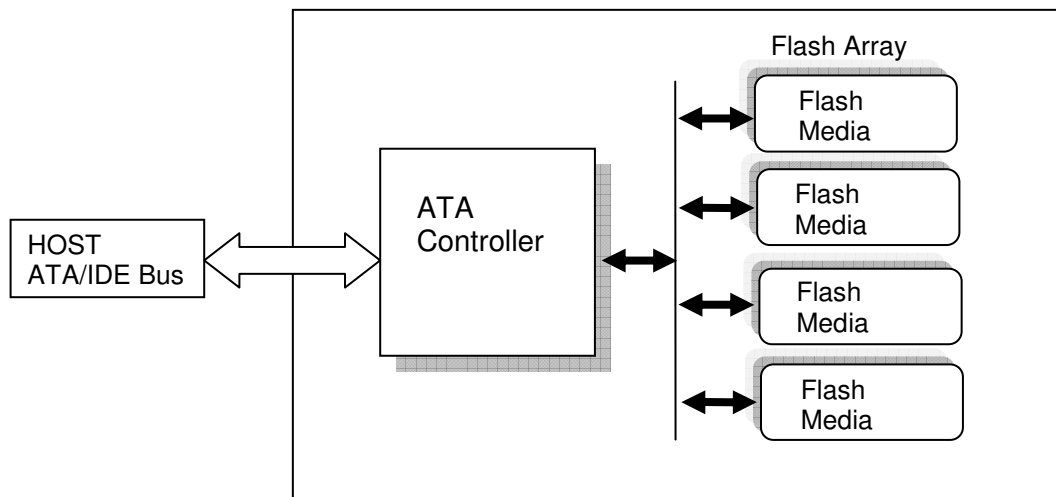 Flash Array
Flash
Media
Flash
Media
Flash
Media
Flash
Media
ATA
Controller
HOST
ATA/IDE Bus